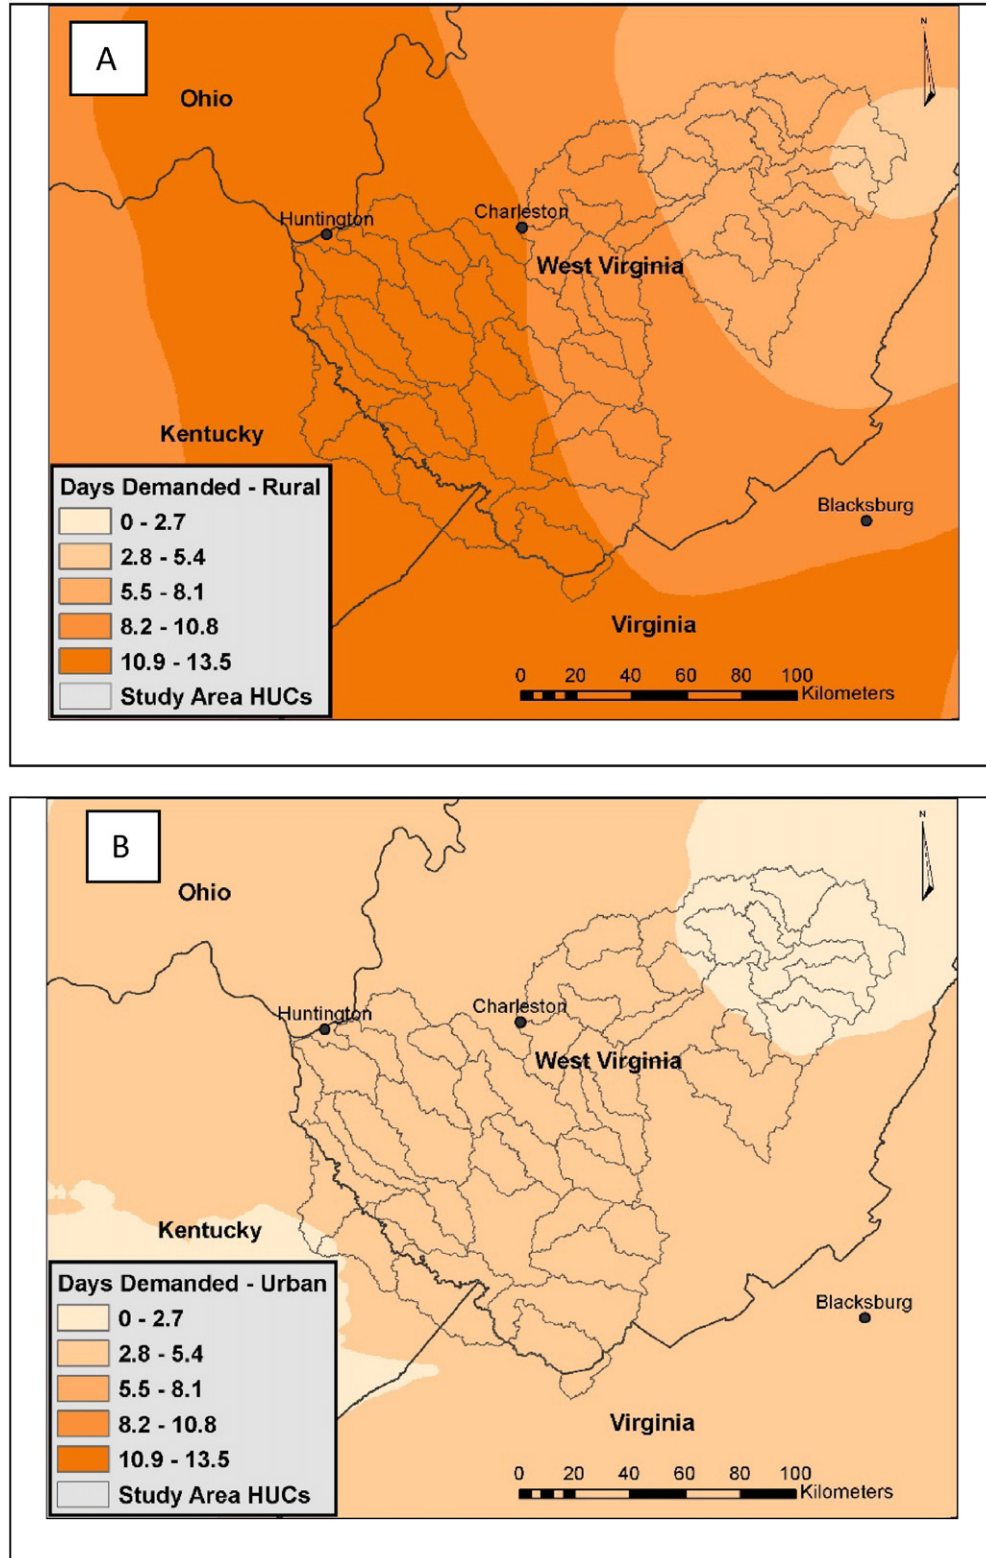 A
N
Ohio
Huntington
Charleston
West Virginia
Kentucky
Blacksburg
Virginia
Days Demanded - Rural
0 - 2.7
2.8 - 5.4
5.5 - 8.1
8.2 - 10.8
10.9 - 13.5
Study Area HUCs
0 20 40 60 80 100
Kilometers
B
N
Ohio
Huntington
Charleston
West Virginia
Kentucky
Blacksburg
Virginia
Days Demanded - Urban
0 - 2.7
2.8 - 5.4
5.5 - 8.1
8.2 - 10.8
10.9 - 13.5
Study Area HUCs
0 20 40 60 80 100
Kilometers